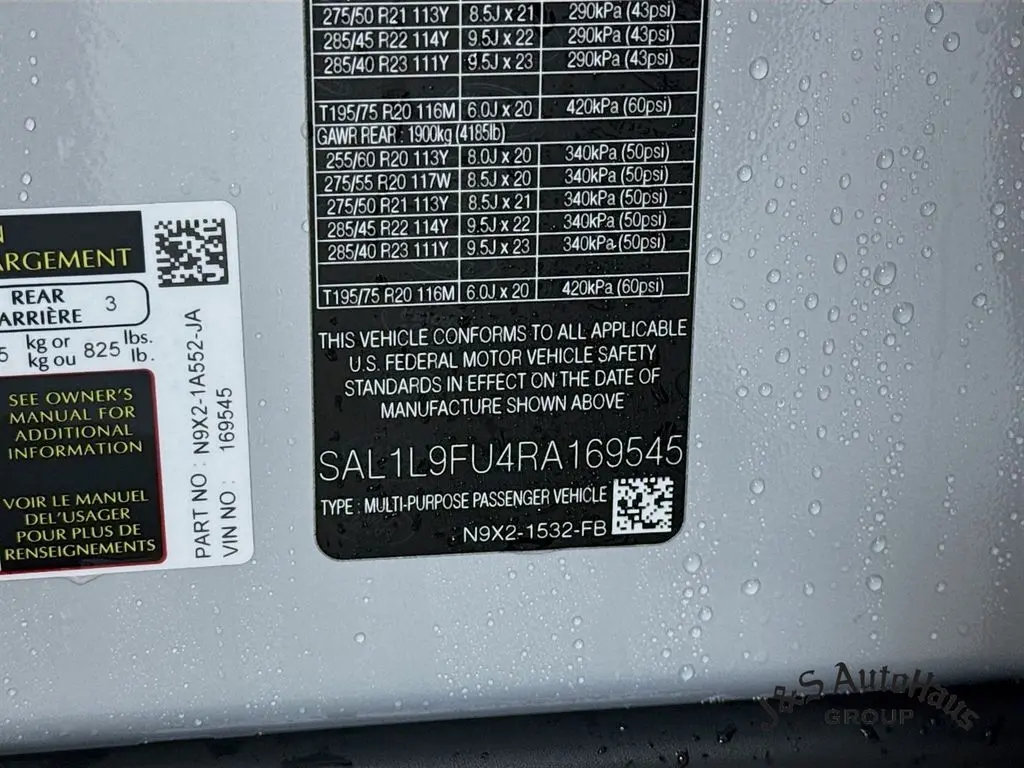 275/50 R21 113Y 8.5J x 21 290kPa (43psi)
285/45 R22 114Y 9.5J x 22 290kPa (43psi)
285/40 R23 111Y 9.5J x 23 290kPa (43psi)
T195/75 R20 116M 6.0J x 20 420kPa (60psi)
GAWR REAR : 1900kg (4185lb)
255/60 R20 113Y 8.0J x 20 340kPa (50psi)
275/55 R20 117W 8.5J x 20 340kPa (50psi)
275/50 R21 113Y 8.5J x 21 340kPa (50psi)
285/45 R22 114Y 9.5J x 22 340kPa (50psi)
285/40 R23 111Y 9.5J x 23 340kPa (50psi)
T195/75 R20 116M 6.0J x 20 420kPa (60psi)
THIS VEHICLE CONFORMS TO ALL APPLICABLE
U.S. FEDERAL MOTOR VEHICLE SAFETY
STANDARDS IN EFFECT ON THE DATE OF
MANUFACTURE SHOWN ABOVE
SAL1L9FU4RA169545
TYPE : MULTI-PURPOSE PASSENGER VEHICLE
N9X2-1532-FB
ARGEMENT
REAR 3
ARRIÈRE
5 kg or 825 lbs.
kg ou lb.
SEE OWNER'S
MANUAL FOR
ADDITIONAL
INFORMATION
VOIR LE MANUEL
DEL'USAGER
POUR PLUS DE
RENSEIGNEMENTS
PART NO : N9X2-1A552-JA
VIN NO : 169545
J&S AutoHaus
GROUP